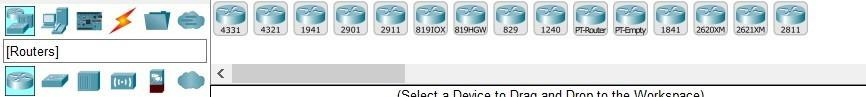 4331 4321 1941 2901 2911 819IOX 819HGW 829 1240 PT-Router PT-Empty 1841 2620XM 2621XM 2811
[Routers]
(Select a Device to Drag and Drop to the Workspace)